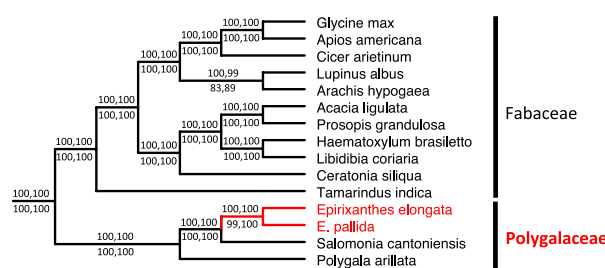 100,100
100,100
Glycine max
Apios americana
100,100
100,100
Cicer arietinum
100,100
100,100
100,99
83,89
Lupinus albus
Arachis hypogaea
100,100
100,100
100,100
100,100
Acacia ligulata
Prosopis grandulosa
100,100
100,100
100,100
100,100
Haematoxylum brasiletto
Libidibia coriaria
100,100
100,100
Ceratonia siliqua
100,100
100,100
Tamarindus indica
Fabaceae
100,100
100,100
100,100
99,100
Epirixanthes elongata
E. pallida
100,100
100,100
Salomonia cantoniensis
100,100
100,100
Polygala arillata
Polygalaceae